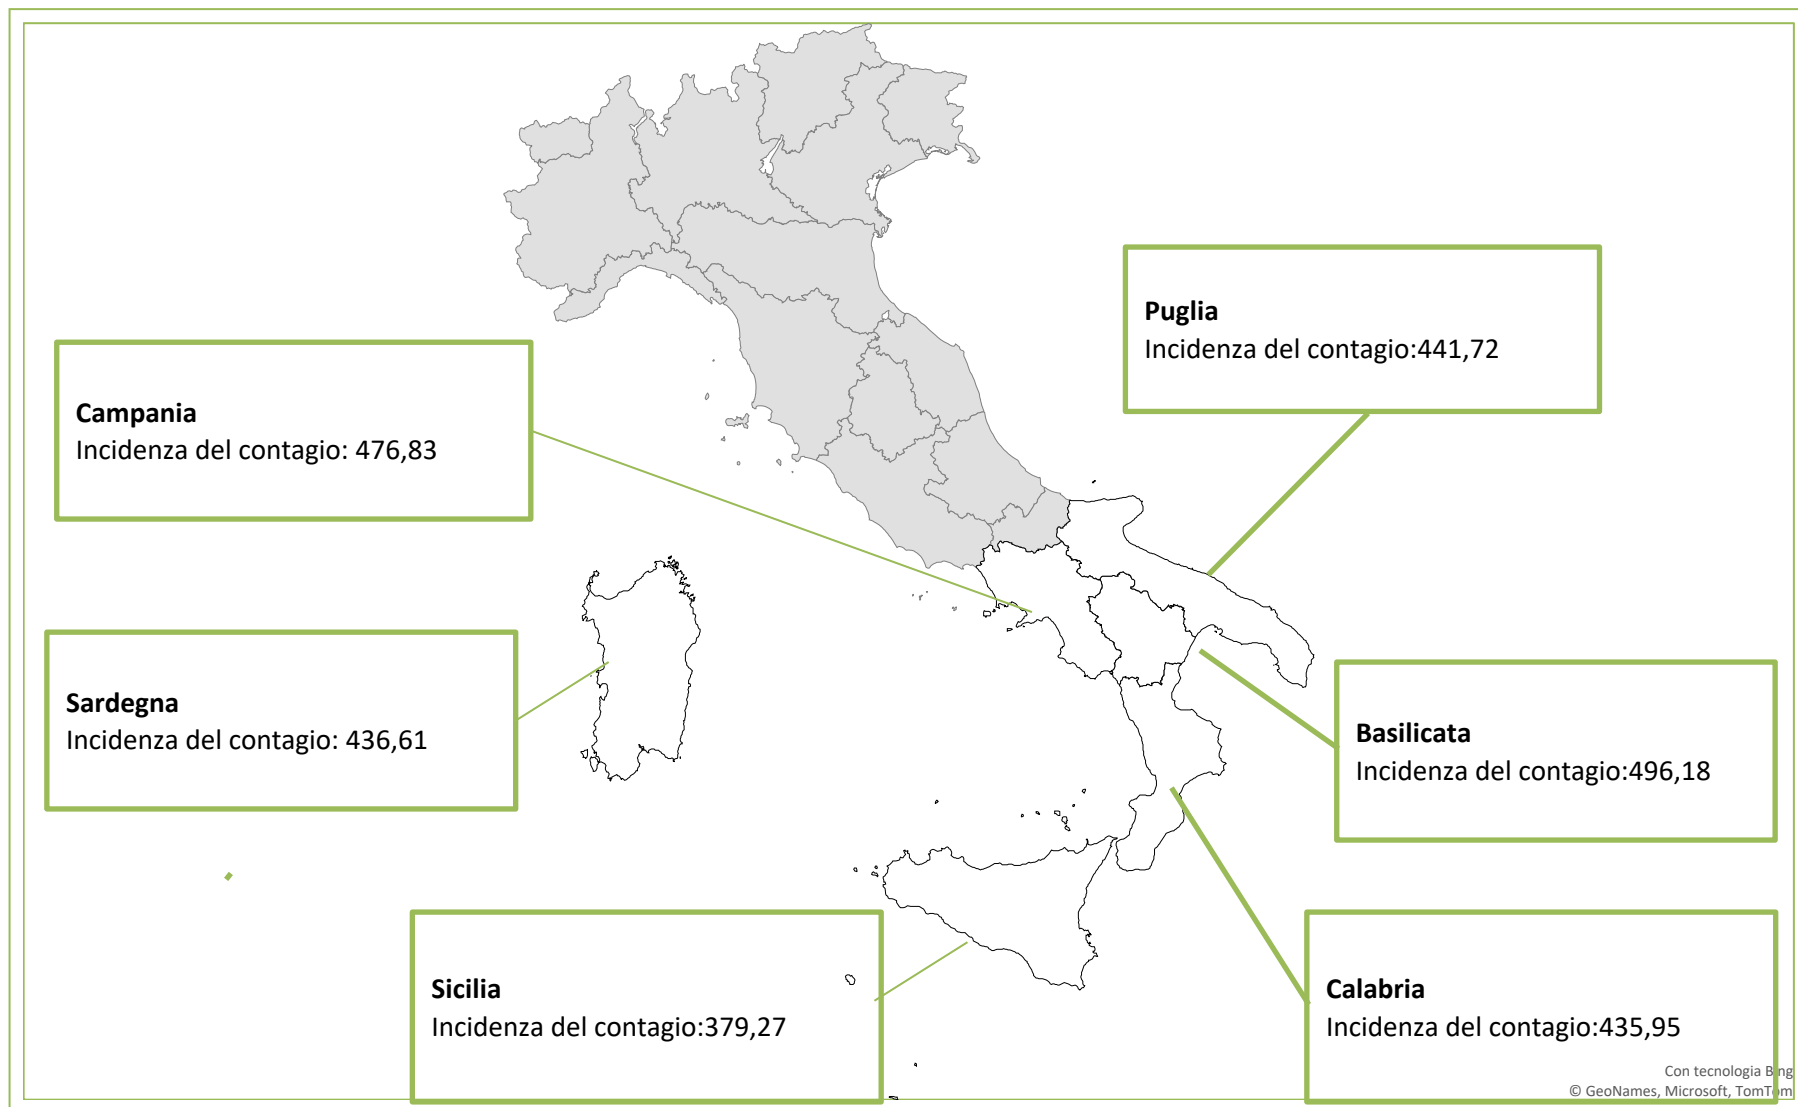 Puglia
Incidenza del contagio:441,72
Campania
Incidenza del contagio: 476,83
Sardegna
Incidenza del contagio: 436,61
Basilicata
Incidenza del contagio:496,18
Sicilia
Incidenza del contagio:379,27
Calabria
Incidenza del contagio:435,95
Con tecnologia Bing
© GeoNames, Microsoft, TomTom